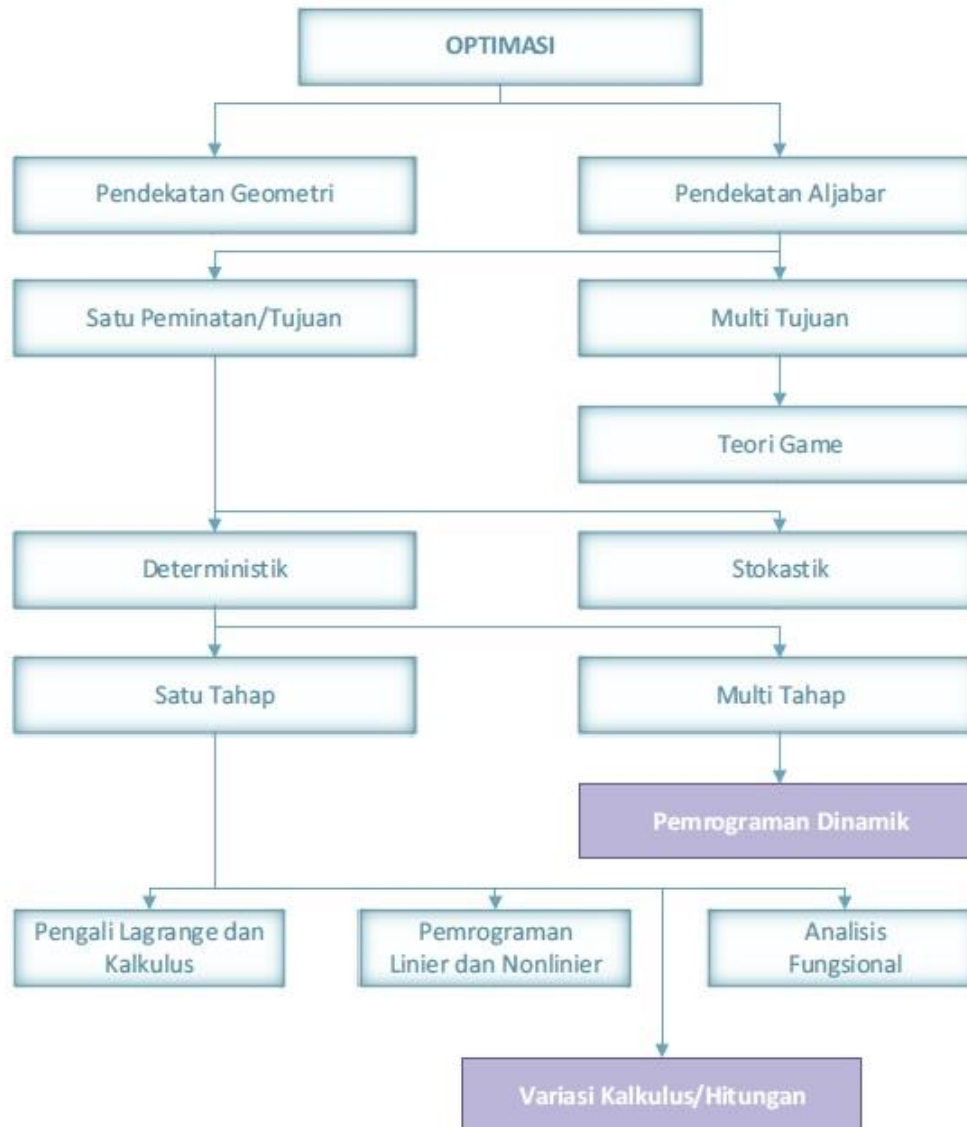 OPTIMASI
Pendekatan Geometri
Pendekatan Aljabar
Satu Peminatan/Tujuan
Multi Tujuan
Teori Game
Deterministik
Stokastik
Satu Tahap
Multi Tahap
Pemrograman Dinamik
Pengali Lagrange dan
Kalkulus
Pemrograman
Linier dan Nonlinier
Analisis
Fungsional
Variasi Kalkulus/Hitungan